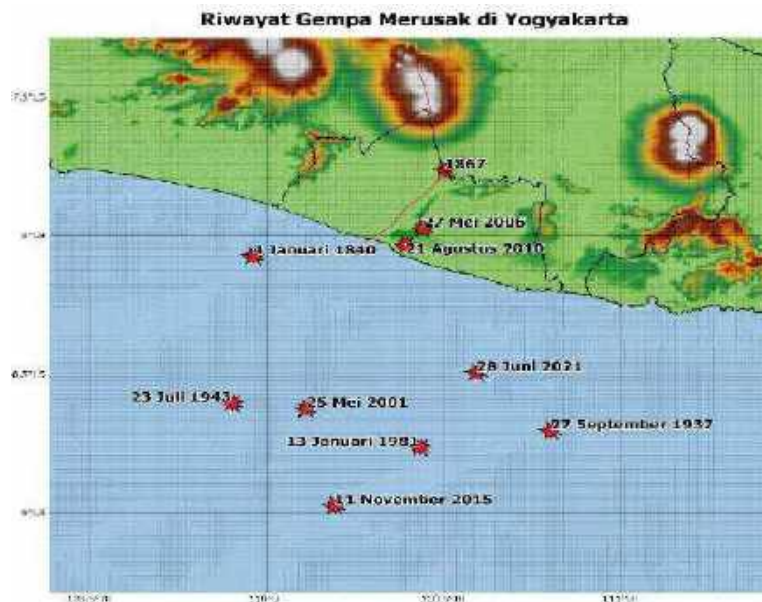 Riwayat Gempa Merusak di Yogyakarta
1867
27 Mei 2006
21 Agustus 2010
4 Januari 1840
28 Juni 2021
23 Juli 1943
25 Mei 2001
27 September 1937
13 Januari 1981
11 November 2015